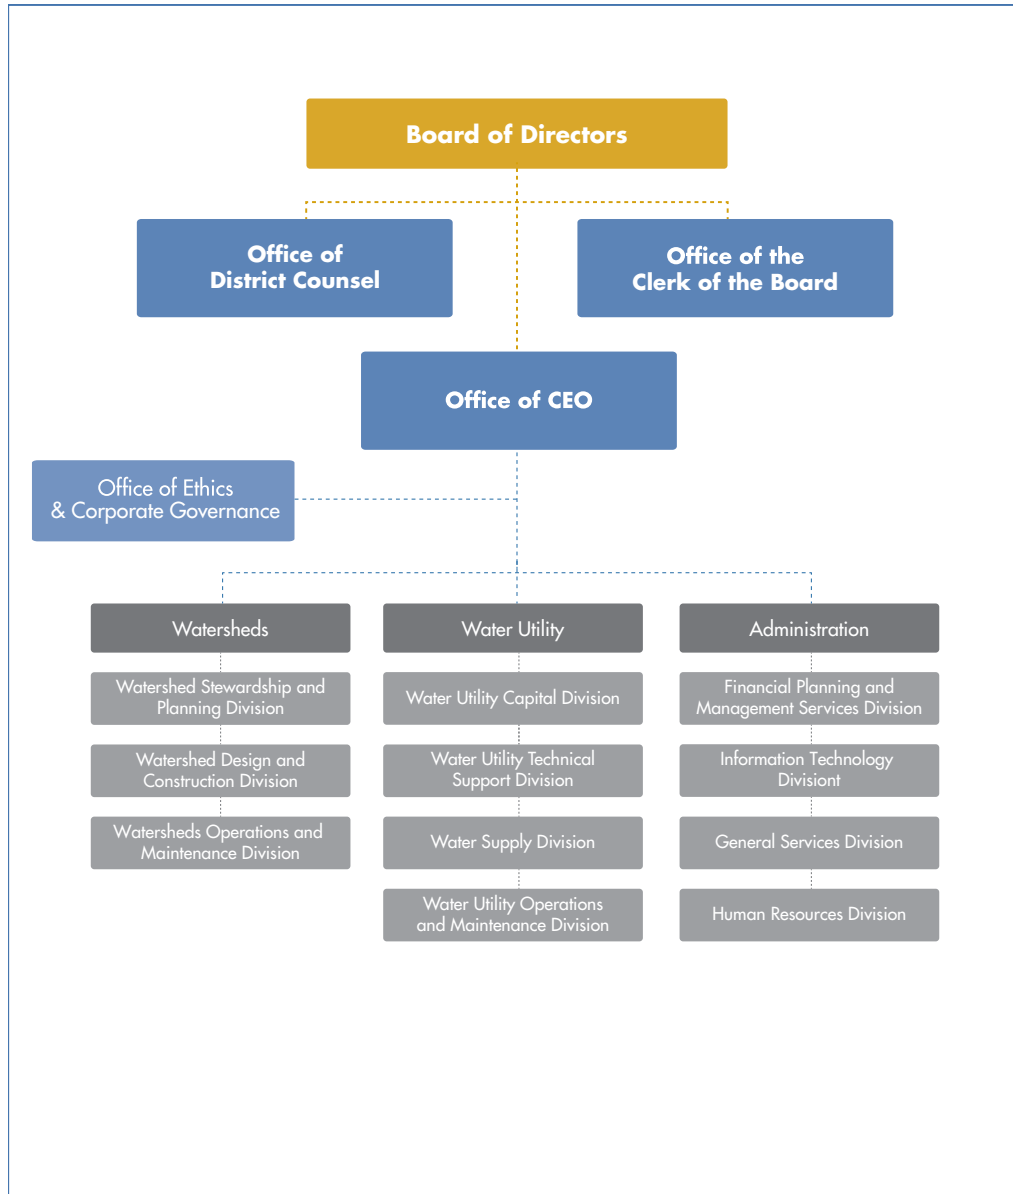 Board of Directors
Office of
District Counsel
Office of the
Clerk of the Board
Office of CEO
Office of Ethics
& Corporate Governance
Watersheds
Watershed Stewardship and
Planning Division
Watershed Design and
Construction Division
Watersheds Operations and
Maintenance Division
Water Utility
Water Utility Capital Division
Water Utility Technical
Support Division
Water Supply Division
Water Utility Operations
and Maintenance Division
Administration
Financial Planning and
Management Services Division
Information Technology
Divisiont
General Services Division
Human Resources Division